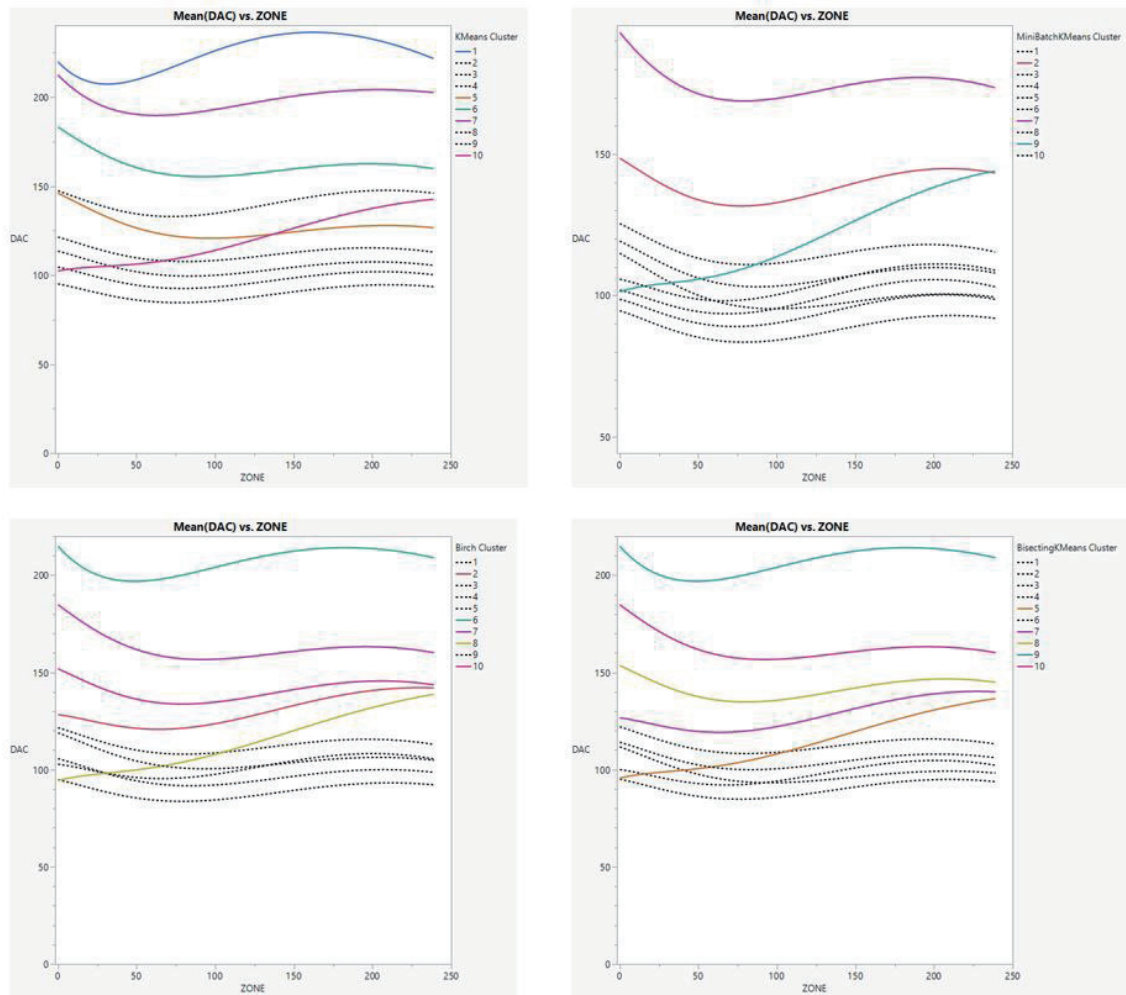 Mean(DAC) vs. ZONE
KMeans Cluster
1
2
3
4
5
6
7
8
9
10
200
150
DAC
100
50
0
0 50 100 150 200 250
ZONE
Mean(DAC) vs. ZONE
MiniBatchKMeans Cluster
1
2
3
4
5
6
7
8
9
10
150
DAC
100
50
0 50 100 150 200 250
ZONE
Mean(DAC) vs. ZONE
Birch Cluster
1
2
3
4
5
6
7
8
9
10
200
150
DAC
100
50
0
0 50 100 150 200 250
ZONE
Mean(DAC) vs. ZONE
BisectingKMeans Cluster
1
2
3
4
5
6
7
8
9
10
200
150
DAC
100
50
0
0 50 100 150 200 250
ZONE